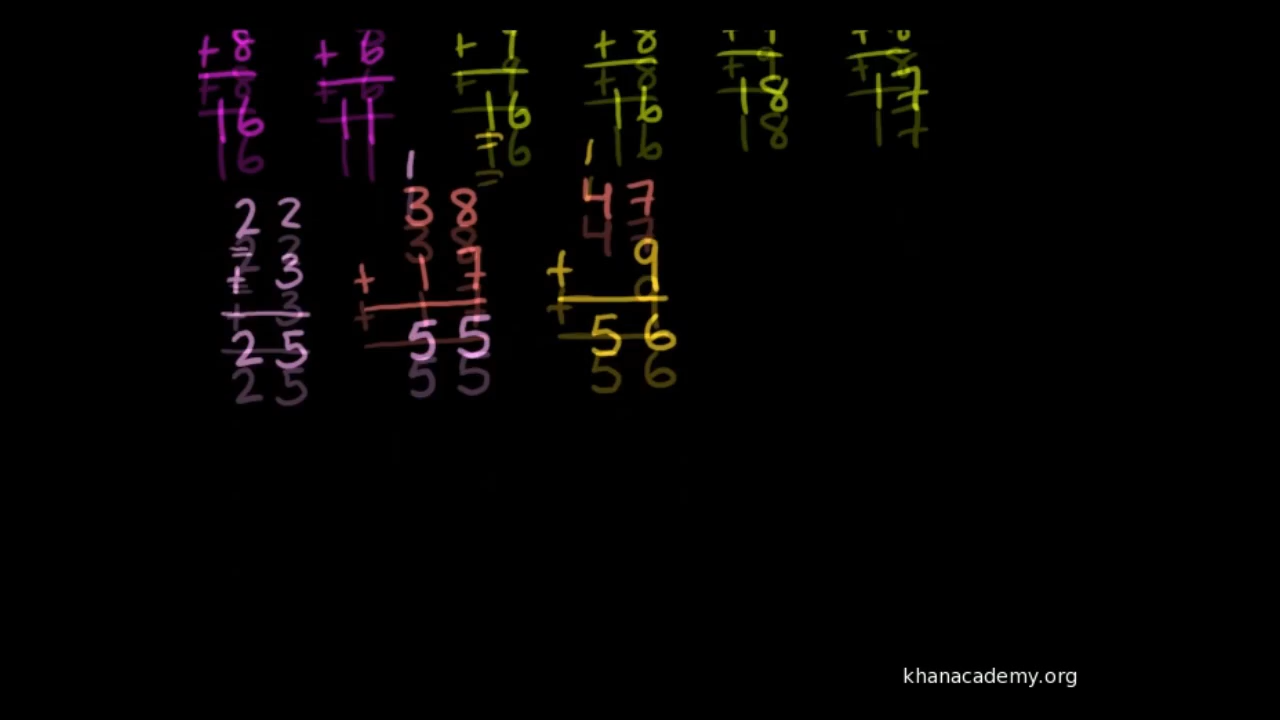 + 8 + 6 + 7 + 8
16 11 16 16 18 17
1 1
22 38 47
+ 3 + 17 + 9
25 55 56
khanacademy.org